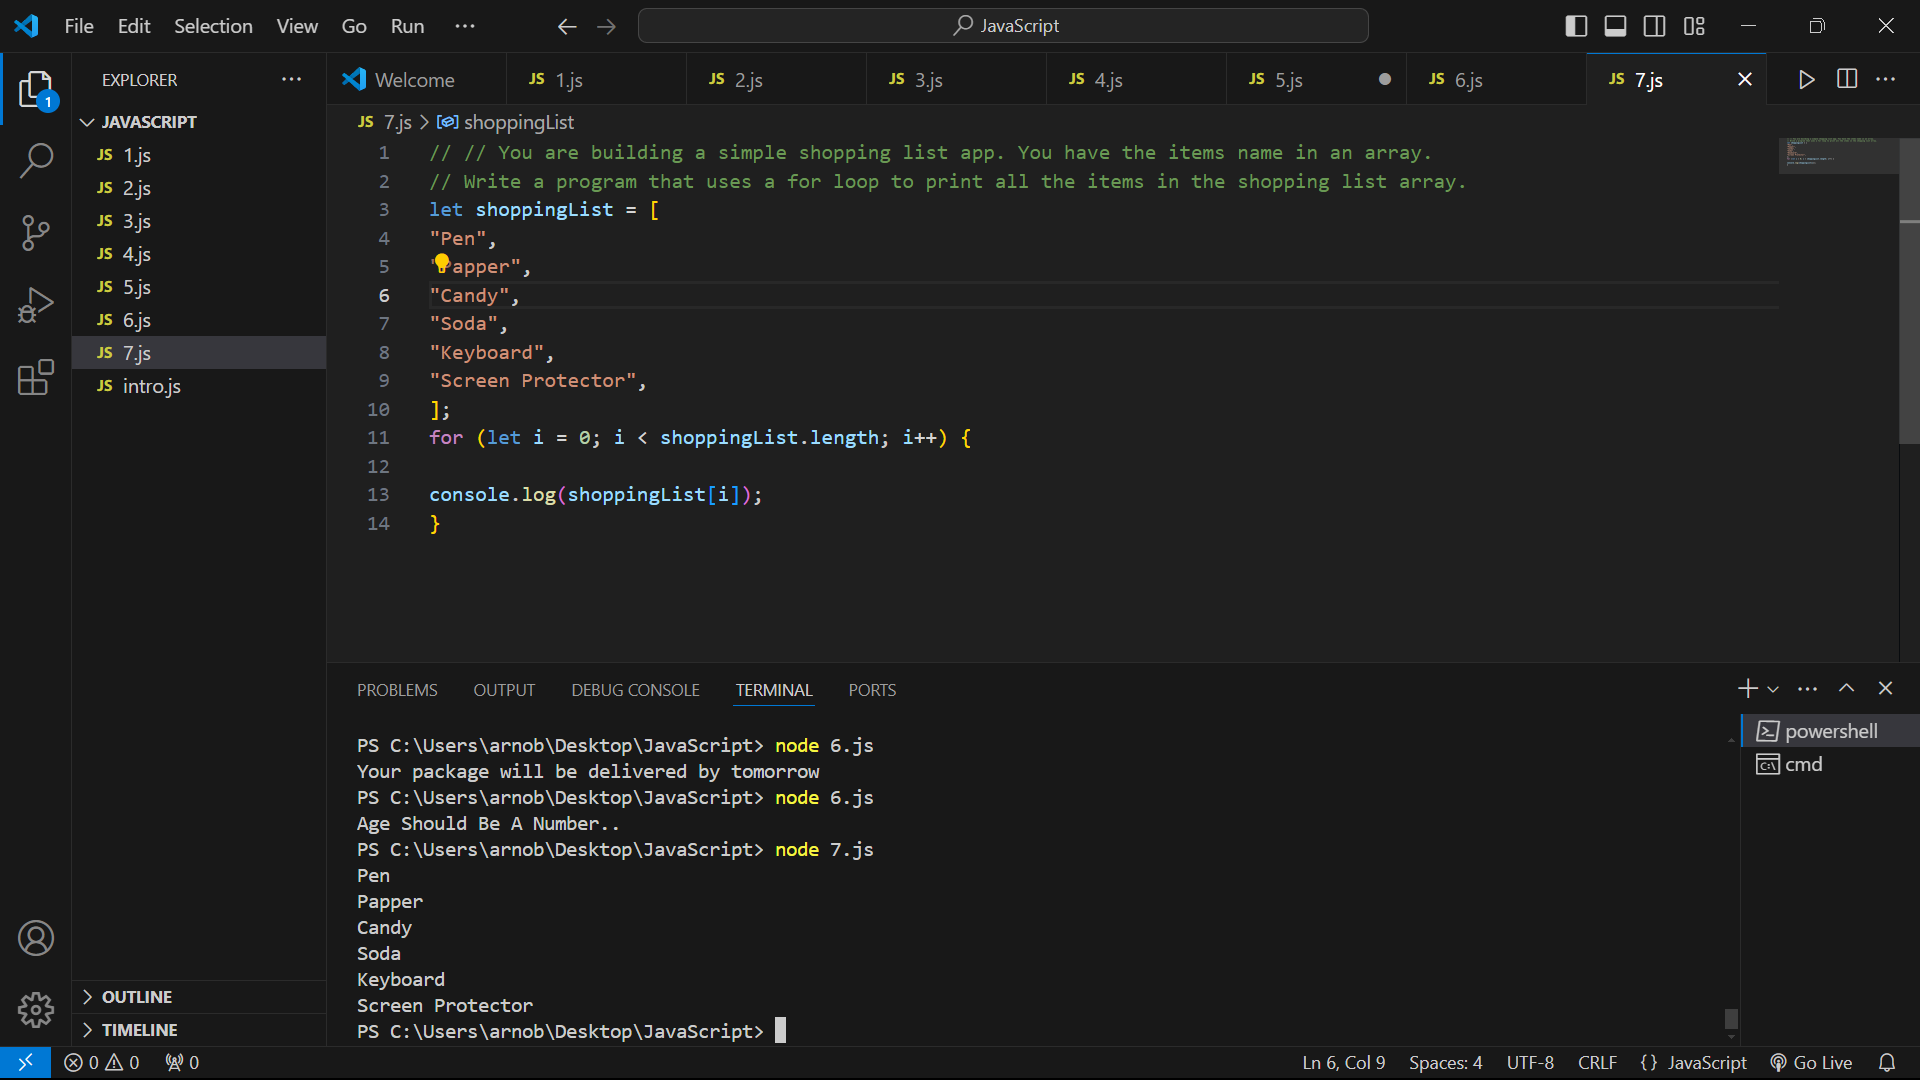 File Edit Selection View Go Run ···
JavaScript
EXPLORER ···
Welcome JS 1.js JS 2.js JS 3.js JS 4.js JS 5.js JS 6.js JS 7.js
JAVASCRIPT
JS 1.js
JS 2.js
JS 3.js
JS 4.js
JS 5.js
JS 6.js
JS 7.js
JS intro.js
OUTLINE
TIMELINE
1
JS 7.js > shoppingList
1 // // You are building a simple shopping list app. You have the items name in an array.
2 // Write a program that uses a for loop to print all the items in the shopping list array.
3 let shoppingList = [
4 "Pen",
5 "Papper",
6 "Candy",
7 "Soda",
8 "Keyboard",
9 "Screen Protector",
10 ];
11 for (let i = 0; i < shoppingList.length; i++) {
12
13 console.log(shoppingList[i]);
14 }
PROBLEMS OUTPUT DEBUG CONSOLE TERMINAL PORTS
PS C:\Users\arnob\Desktop\JavaScript> node 6.js
Your package will be delivered by tomorrow
PS C:\Users\arnob\Desktop\JavaScript> node 6.js
Age Should Be A Number..
PS C:\Users\arnob\Desktop\JavaScript> node 7.js
Pen
Papper
Candy
Soda
Keyboard
Screen Protector
PS C:\Users\arnob\Desktop\JavaScript>
powershell
cmd
0 0 0 Ln 6, Col 9 Spaces: 4 UTF-8 CRLF {} JavaScript Go Live